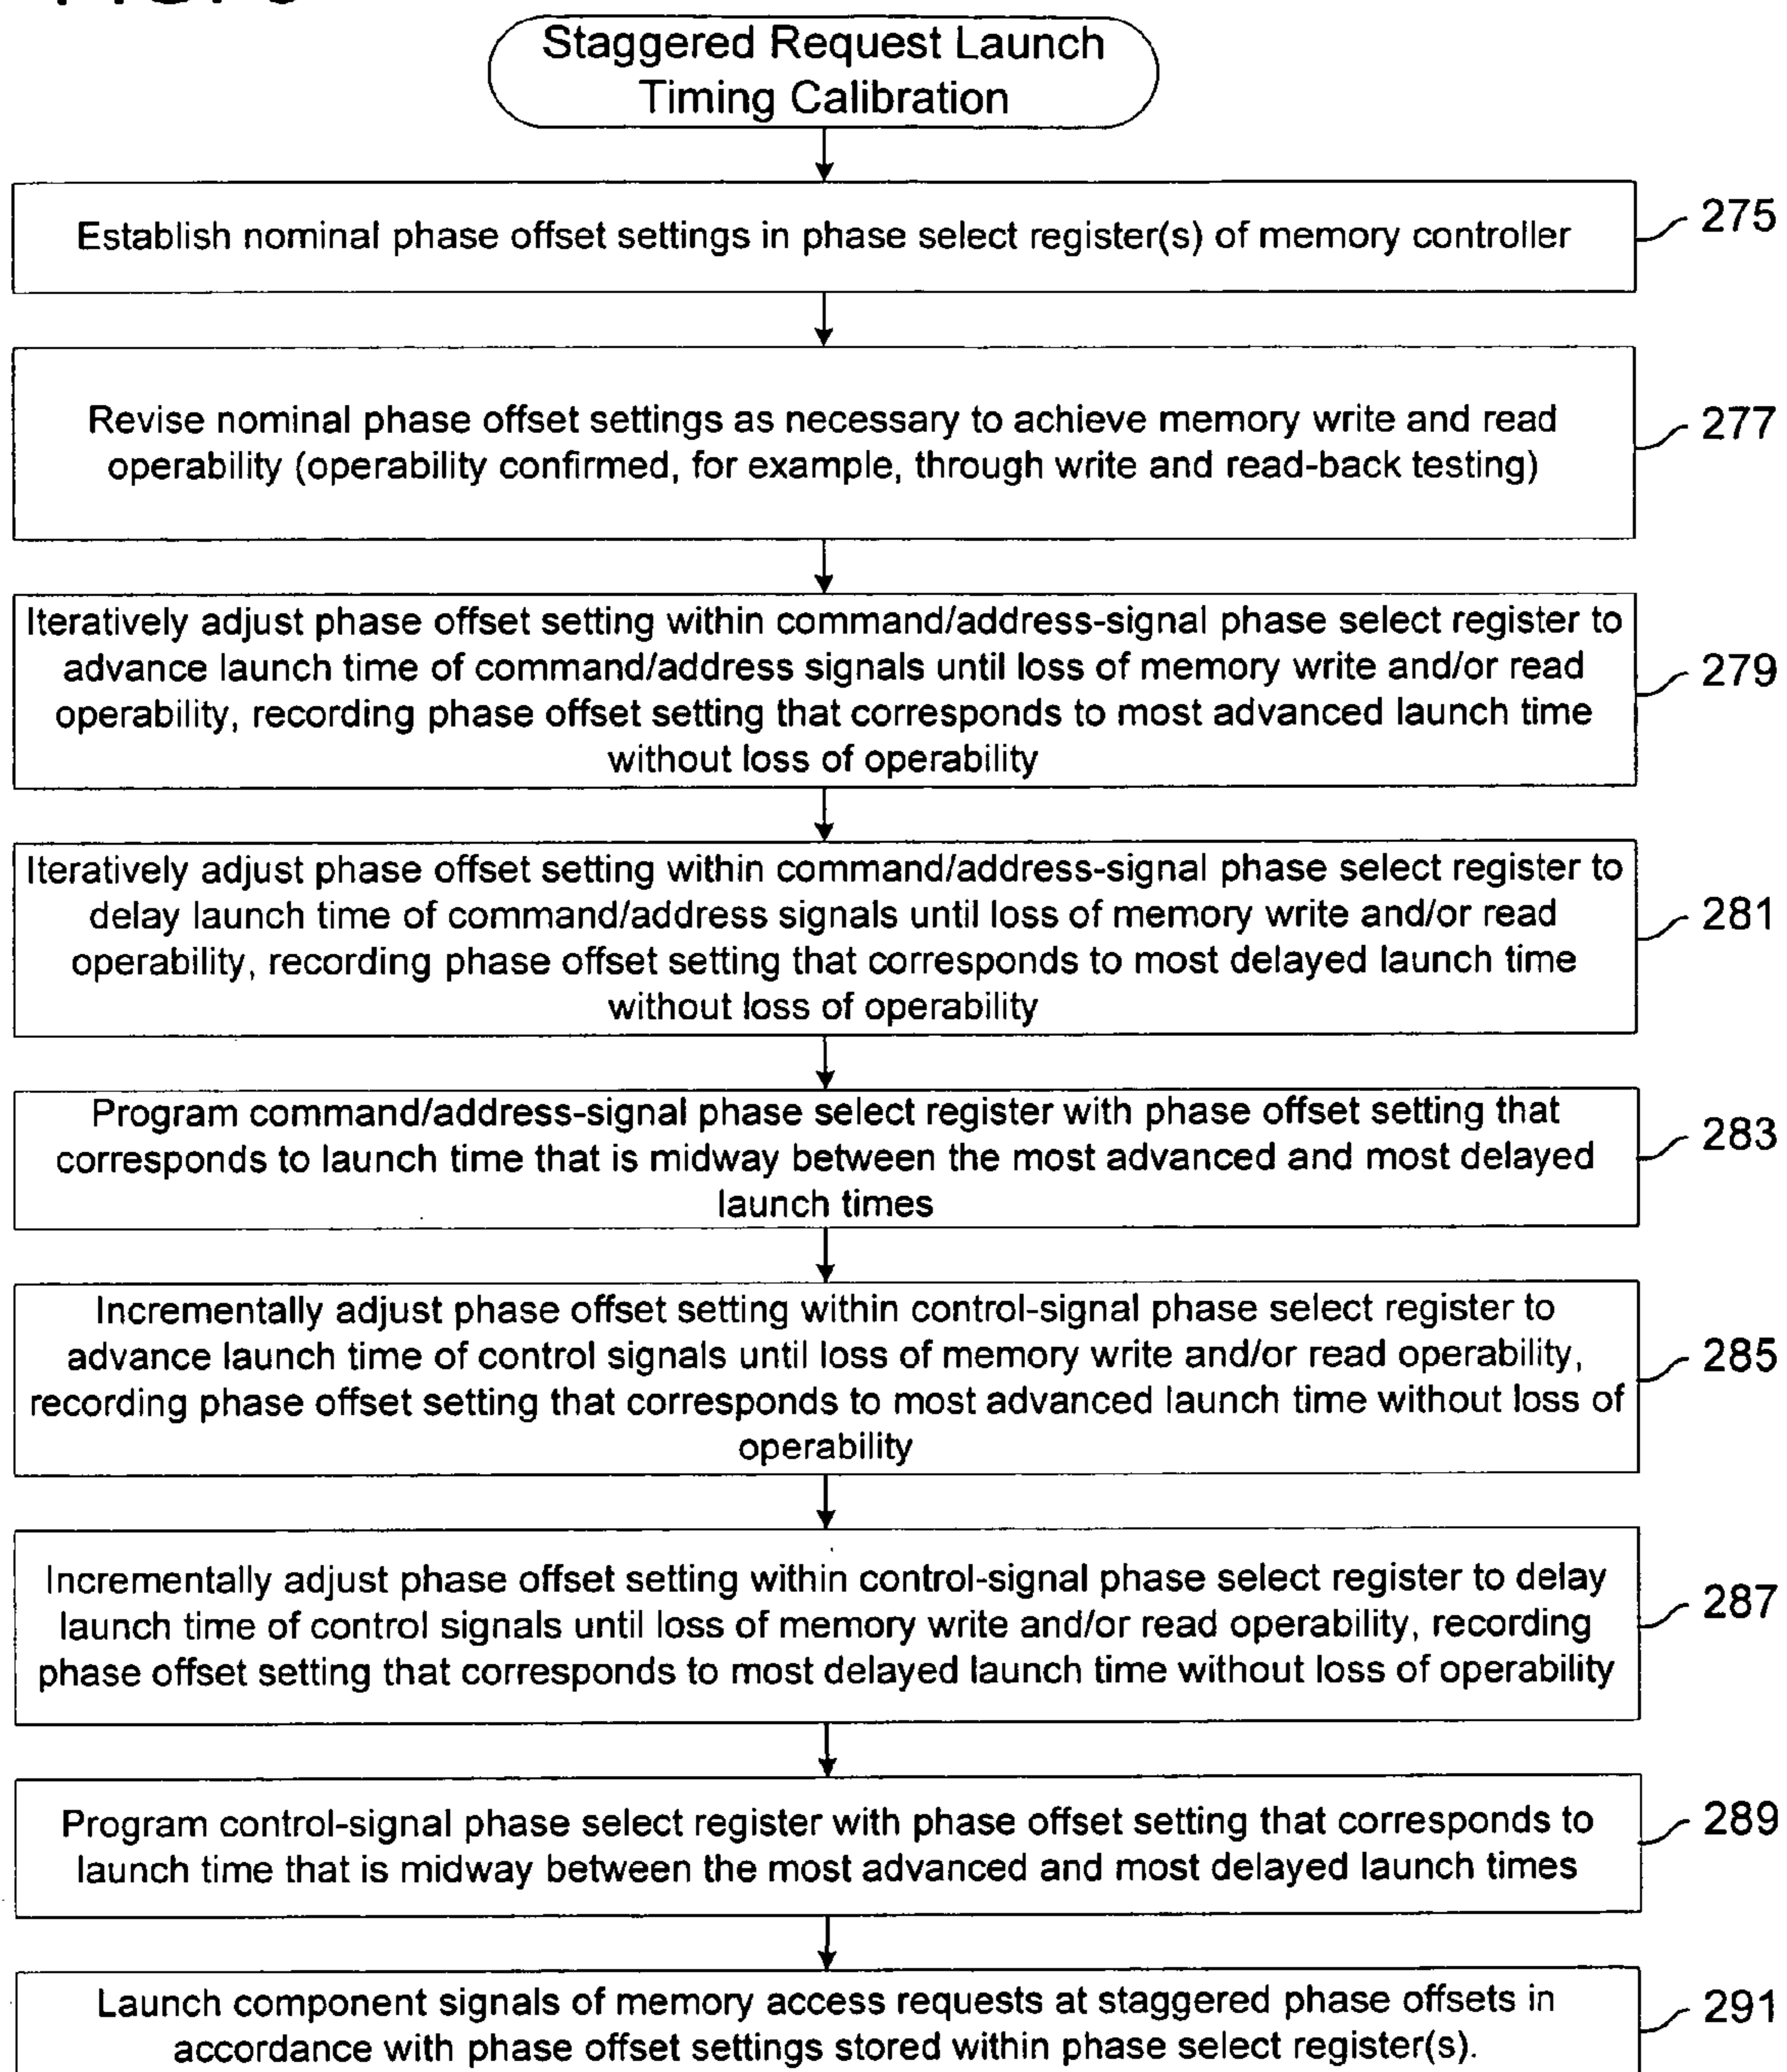 Staggered Request Launch
Timing Calibration
Establish nominal phase offset settings in phase select register(s) of memory controller
275
Revise nominal phase offset settings as necessary to achieve memory write and read
operability (operability confirmed, for example, through write and read-back testing)
277
Iteratively adjust phase offset setting within command/address-signal phase select register to
advance launch time of command/address signals until loss of memory write and/or read
operability, recording phase offset setting that corresponds to most advanced launch time
without loss of operability
279
Iteratively adjust phase offset setting within command/address-signal phase select register to
delay launch time of command/address signals until loss of memory write and/or read
operability, recording phase offset setting that corresponds to most delayed launch time
without loss of operability
281
Program command/address-signal phase select register with phase offset setting that
corresponds to launch time that is midway between the most advanced and most delayed
launch times
283
Incrementally adjust phase offset setting within control-signal phase select register to
advance launch time of control signals until loss of memory write and/or read operability,
recording phase offset setting that corresponds to most advanced launch time without loss of
operability
285
Incrementally adjust phase offset setting within control-signal phase select register to delay
launch time of control signals until loss of memory write and/or read operability, recording
phase offset setting that corresponds to most delayed launch time without loss of operability
287
Program control-signal phase select register with phase offset setting that corresponds to
launch time that is midway between the most advanced and most delayed launch times
289
Launch component signals of memory access requests at staggered phase offsets in
accordance with phase offset settings stored within phase select register(s).
291